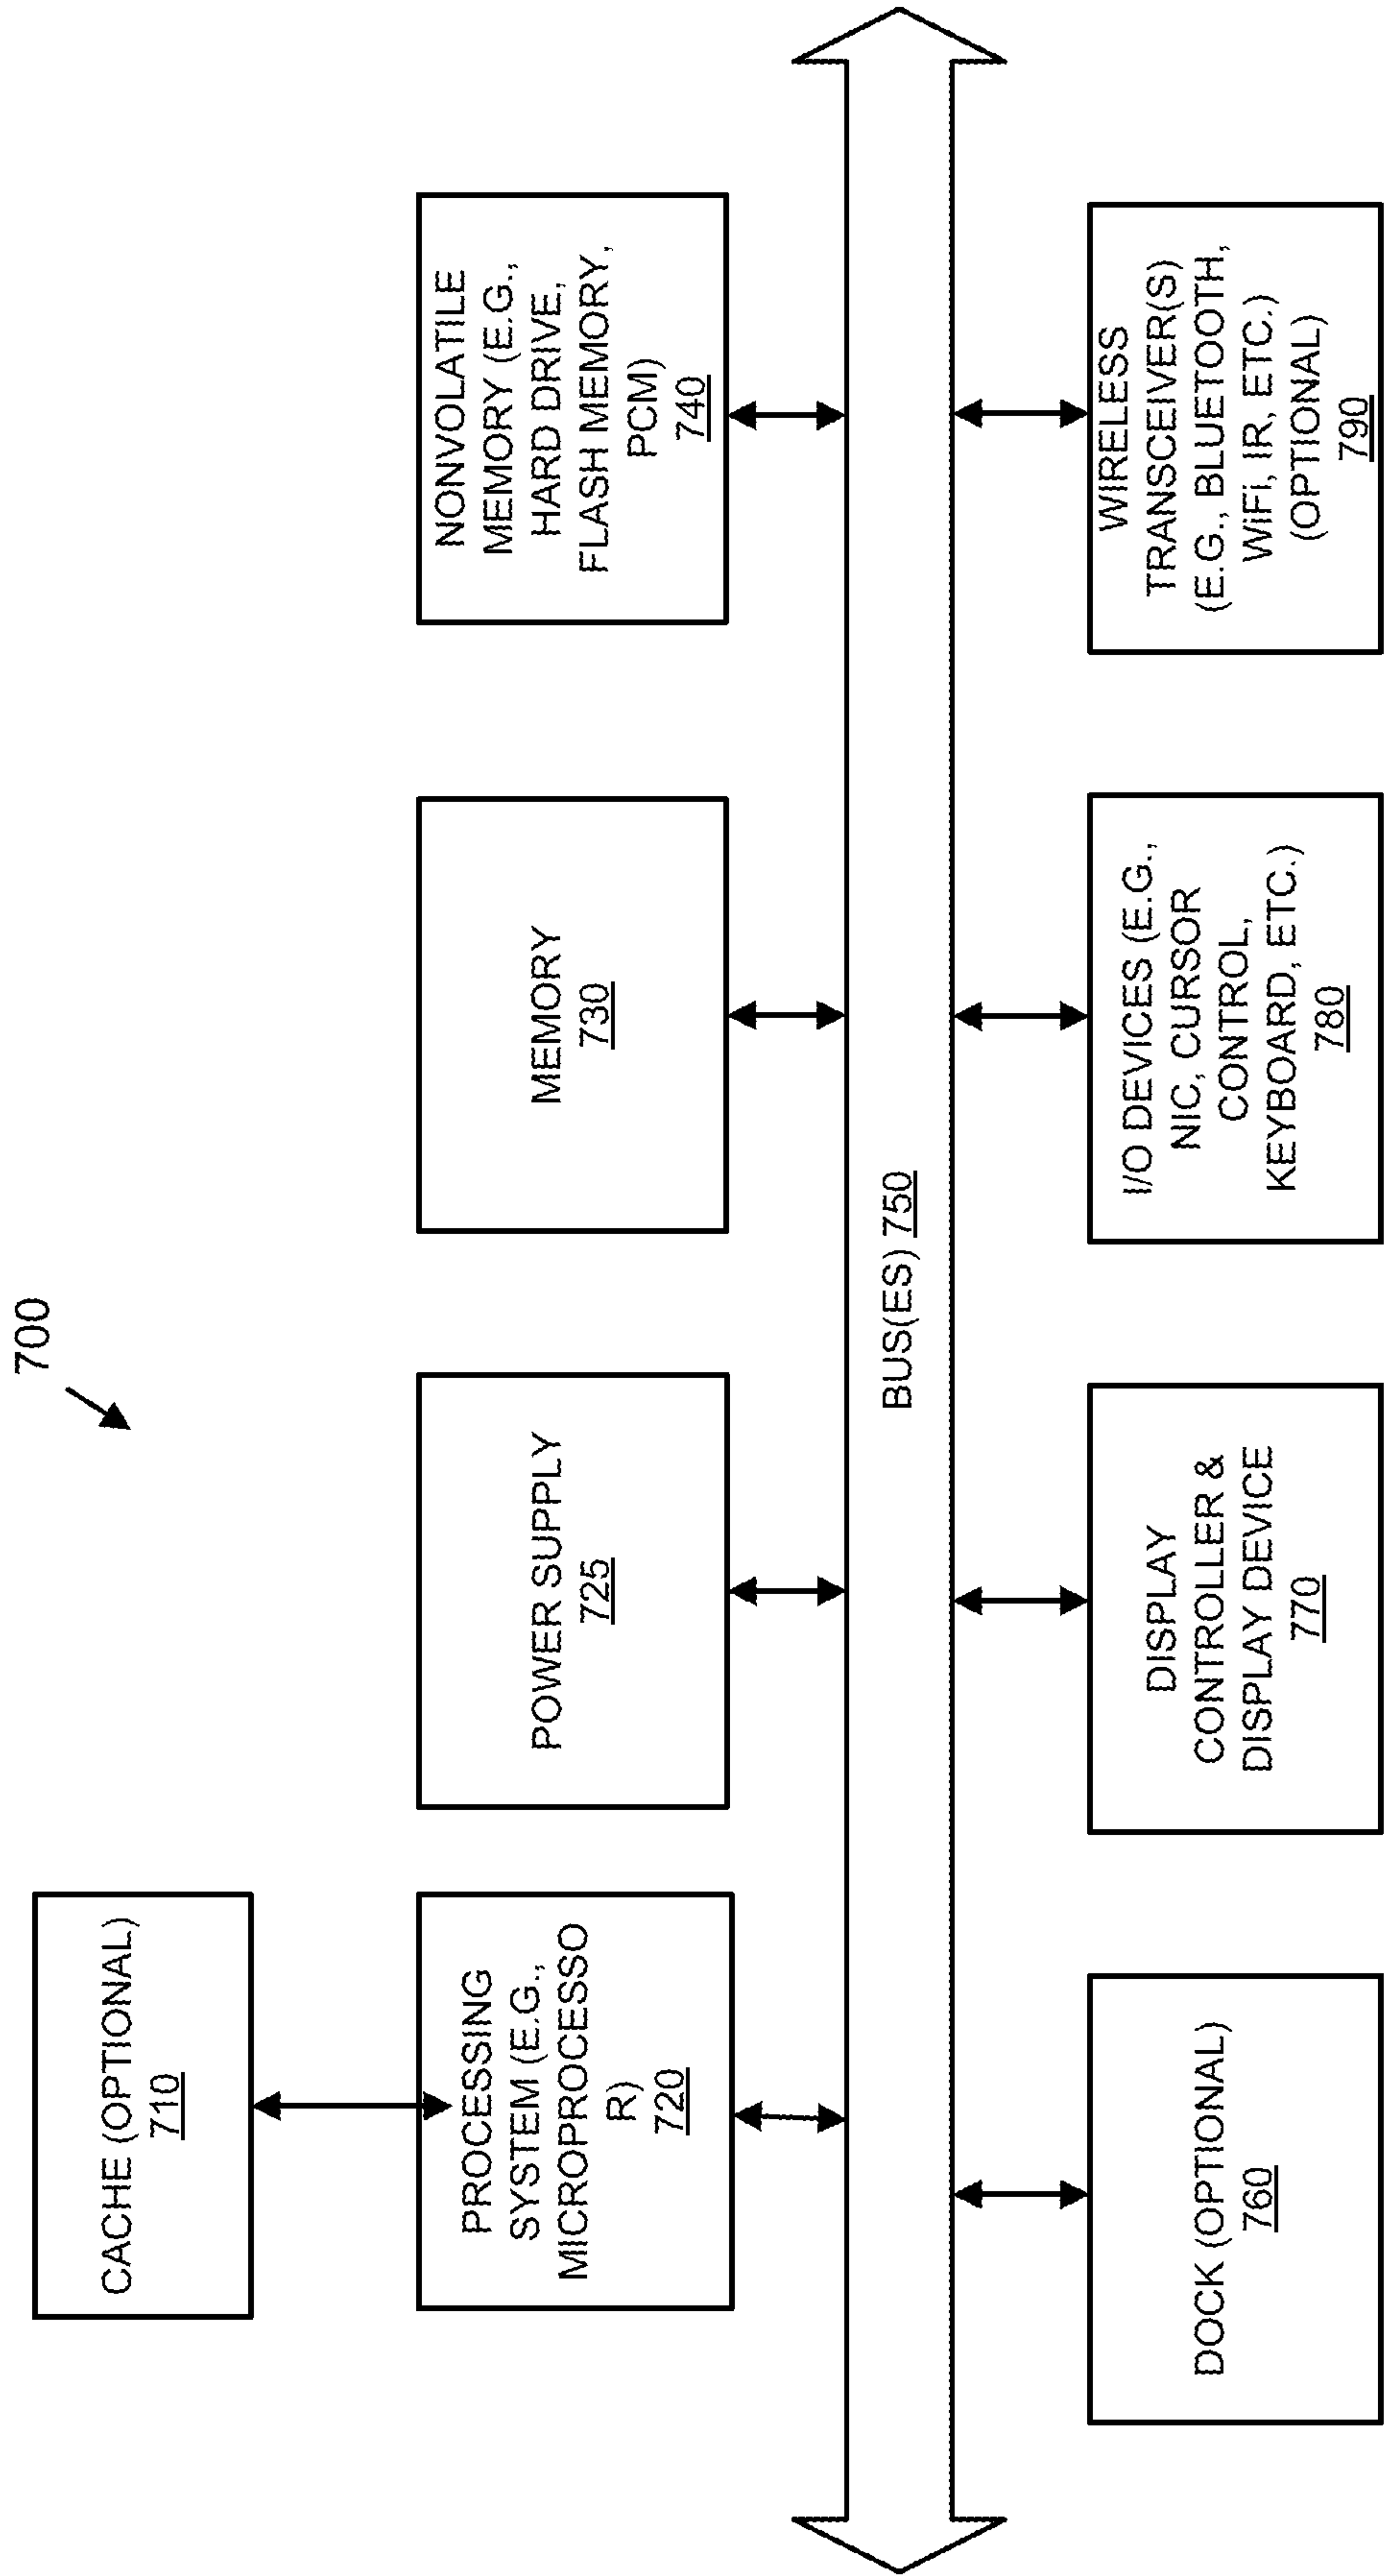 700
CACHE (OPTIONAL)
710
PROCESSING
SYSTEM (E.G.,
MICROPROCESSO
R)
720
POWER SUPPLY
725
MEMORY
730
NONVOLATILE
MEMORY (E.G.,
HARD DRIVE,
FLASH MEMORY,
PCM)
740
BUS(ES) 750
DOCK (OPTIONAL)
760
DISPLAY
CONTROLLER &
DISPLAY DEVICE
770
I/O DEVICES (E.G.,
NIC, CURSOR
CONTROL,
KEYBOARD, ETC.)
780
WIRELESS
TRANSCEIVER(S)
(E.G., BLUETOOTH,
WiFi, IR, ETC.)
(OPTIONAL)
790